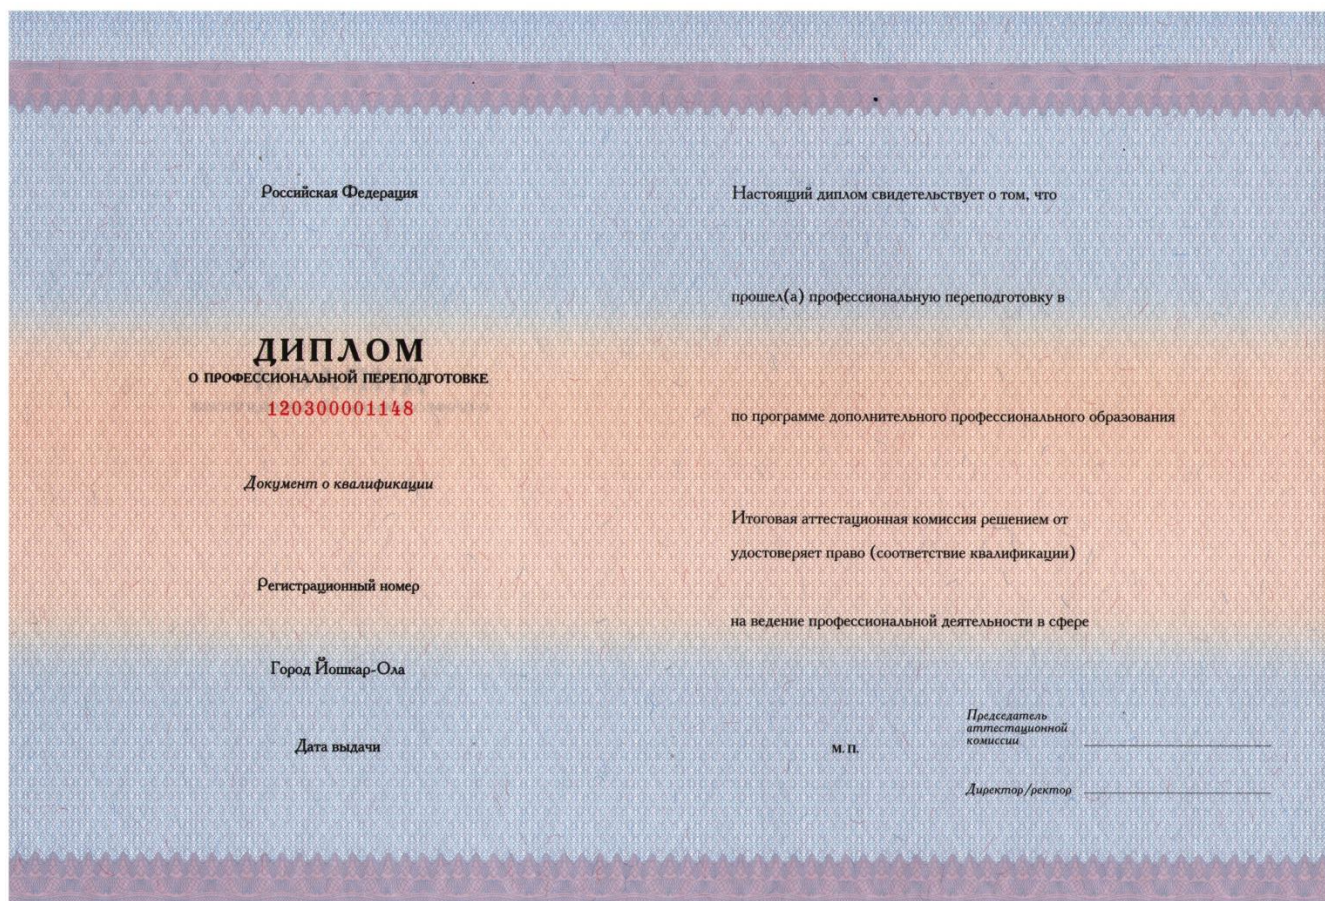 Российская Федерация
ДИПЛОМ
О ПРОФЕССИОНАЛЬНОЙ ПЕРЕПОДГОТОВКЕ
120300001148
Документ о квалификации
Регистрационный номер
Город Йошкар-Ола
Дата выдачи
Настоящий диплом свидетельствует о том, что
прошел(а) профессиональную переподготовку в
по программе дополнительного профессионального образования
Итоговая аттестационная комиссия решением от
удостоверяет право (соответствие квалификации)
на ведение профессиональной деятельности в сфере
М. П.
Председатель
аттестационной
комиссии
Директор/ректор